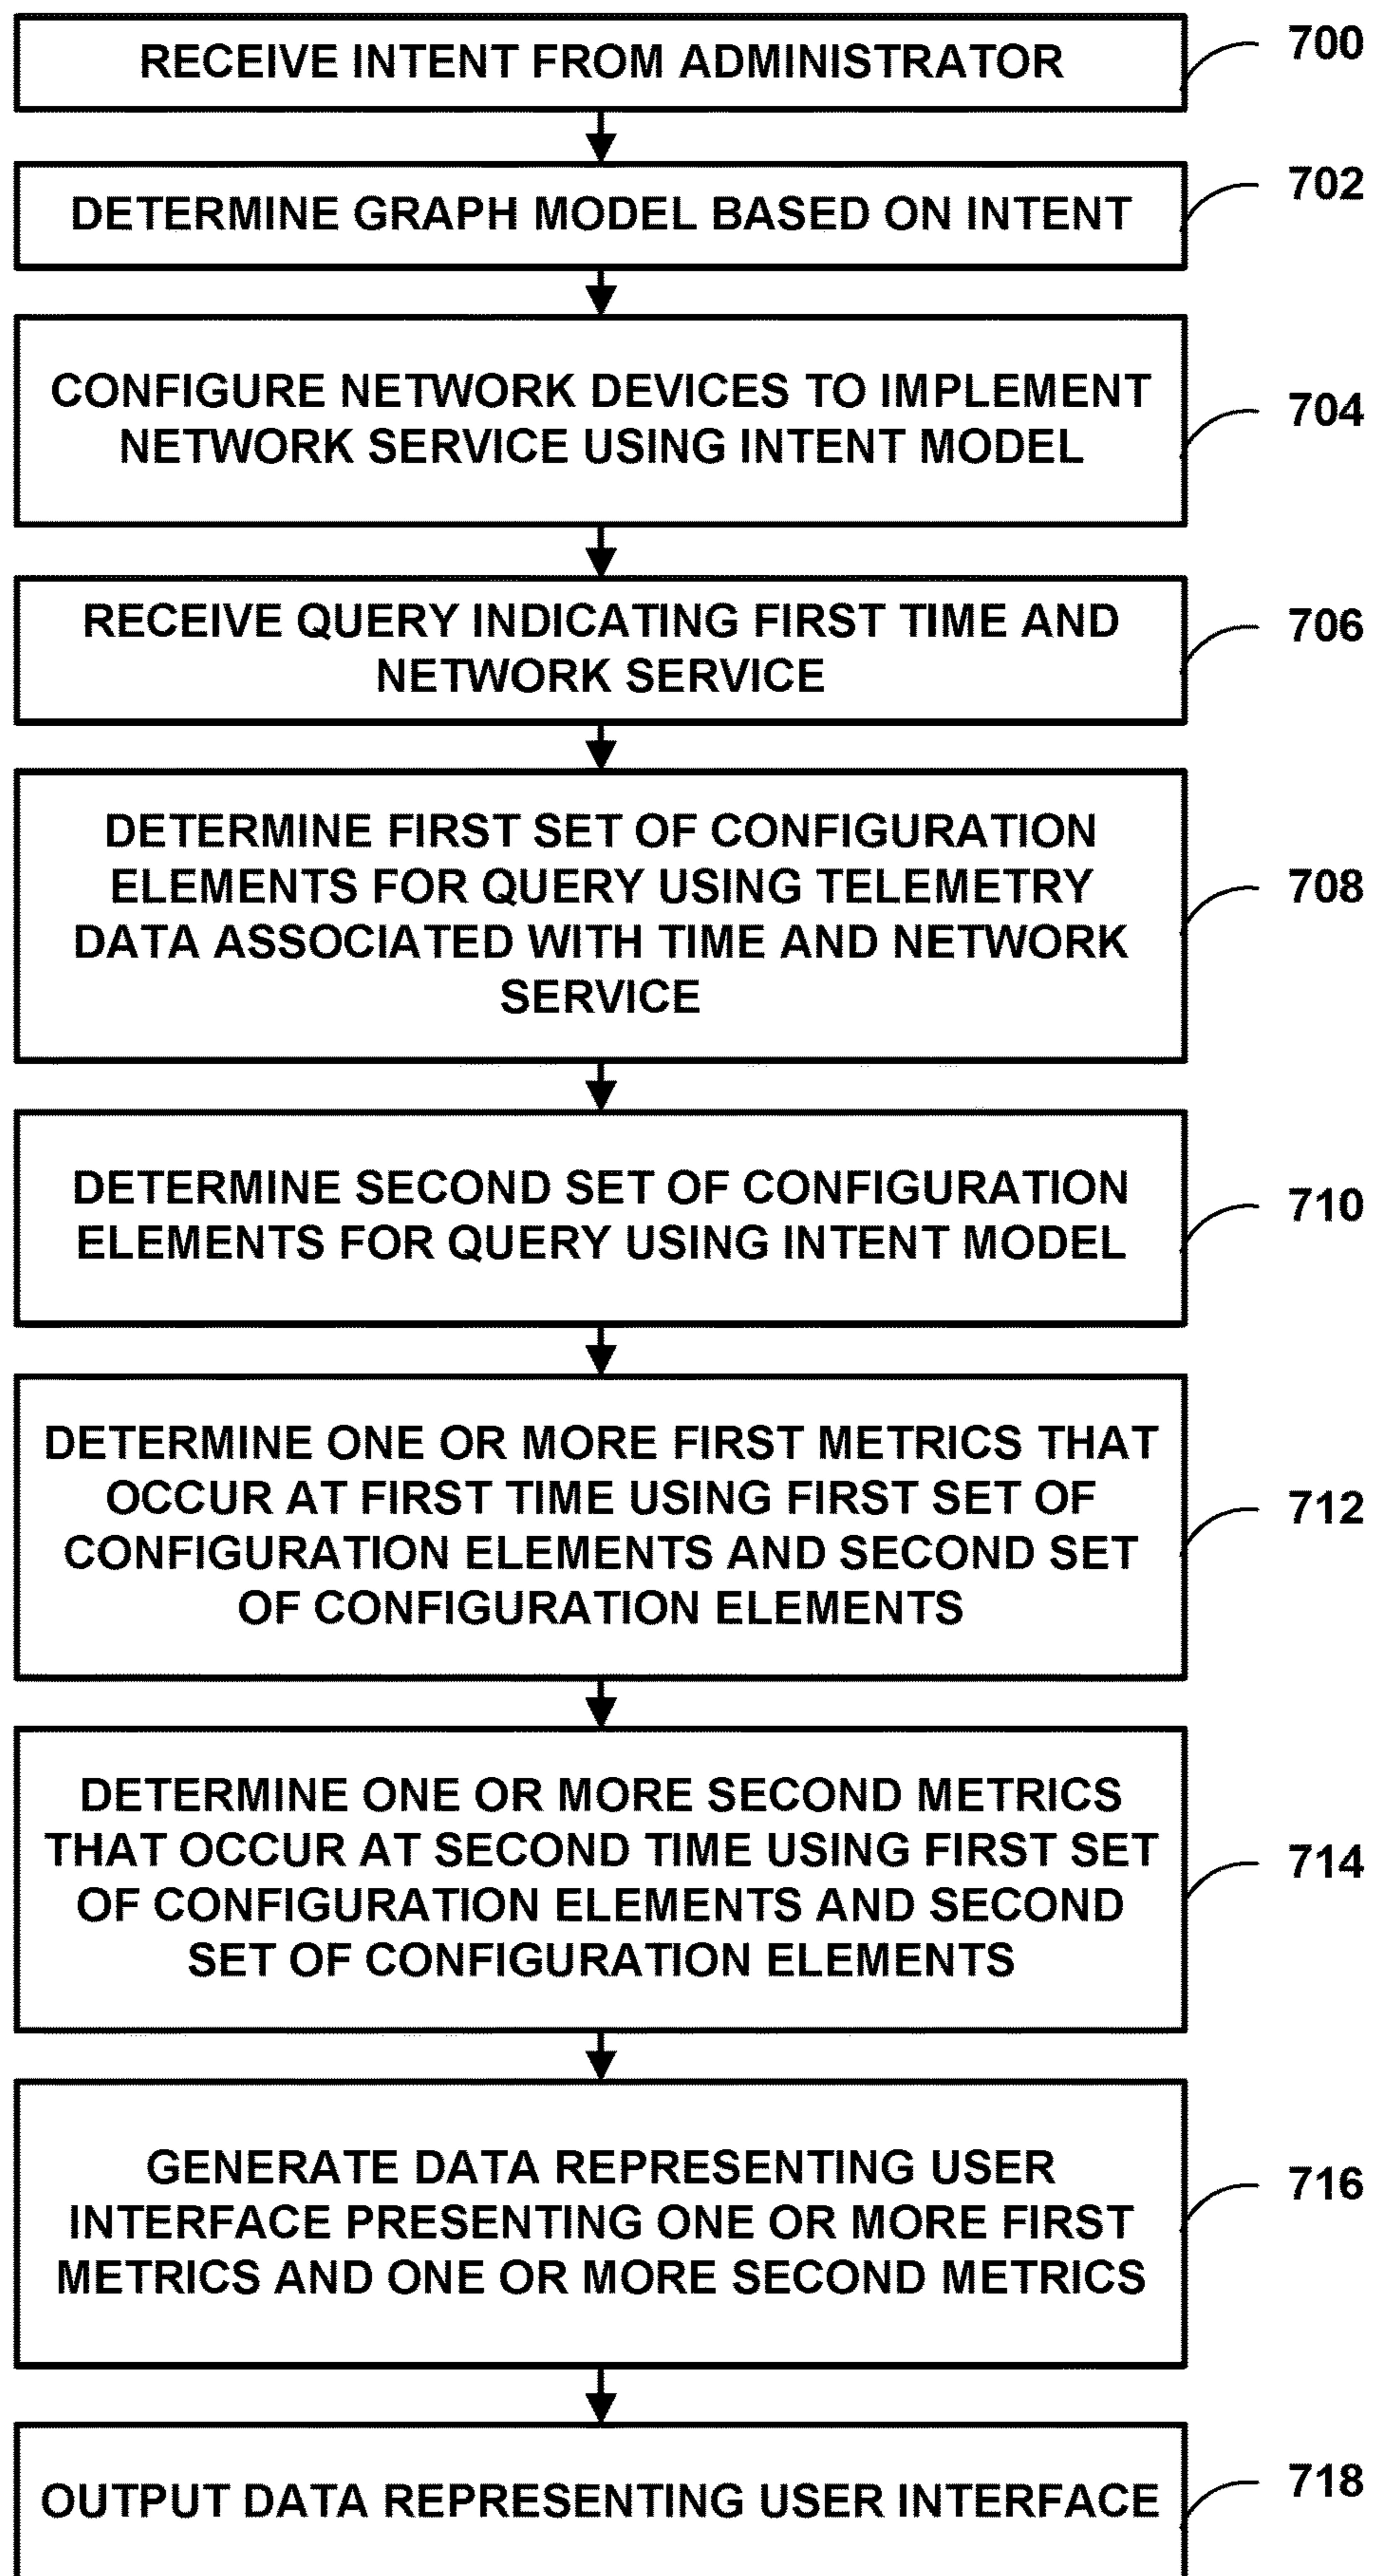 RECEIVE INTENT FROM ADMINISTRATOR
700
DETERMINE GRAPH MODEL BASED ON INTENT
702
CONFIGURE NETWORK DEVICES TO IMPLEMENT
NETWORK SERVICE USING INTENT MODEL
704
RECEIVE QUERY INDICATING FIRST TIME AND
NETWORK SERVICE
706
DETERMINE FIRST SET OF CONFIGURATION
ELEMENTS FOR QUERY USING TELEMETRY
DATA ASSOCIATED WITH TIME AND NETWORK
SERVICE
708
DETERMINE SECOND SET OF CONFIGURATION
ELEMENTS FOR QUERY USING INTENT MODEL
710
DETERMINE ONE OR MORE FIRST METRICS THAT
OCCUR AT FIRST TIME USING FIRST SET OF
CONFIGURATION ELEMENTS AND SECOND SET
OF CONFIGURATION ELEMENTS
712
DETERMINE ONE OR MORE SECOND METRICS
THAT OCCUR AT SECOND TIME USING FIRST SET
OF CONFIGURATION ELEMENTS AND SECOND
SET OF CONFIGURATION ELEMENTS
714
GENERATE DATA REPRESENTING USER
INTERFACE PRESENTING ONE OR MORE FIRST
METRICS AND ONE OR MORE SECOND METRICS
716
OUTPUT DATA REPRESENTING USER INTERFACE
718